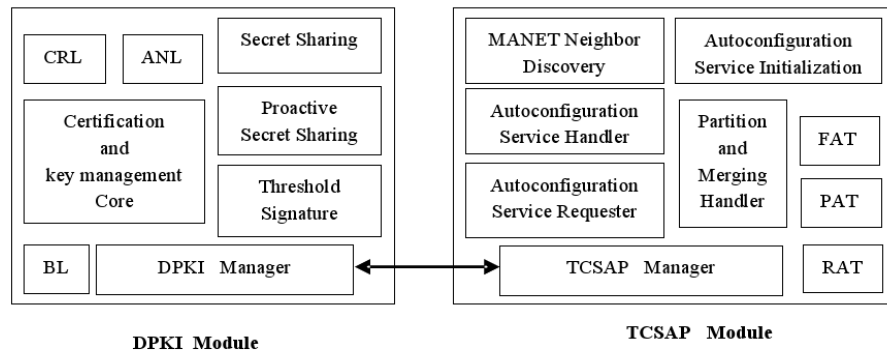 CRL
ANL
Secret Sharing
Certification
and
key management
Core
Proactive
Secret Sharing
Threshold
Signature
BL
DPKI Manager
DPKI Module
MANET Neighbor
Discovery
Autoconfiguration
Service Initialization
Autoconfiguration
Service Handler
Partition
and
Merging
Handler
FAT
Autoconfiguration
Service Requester
PAT
TCSAP Manager
RAT
TCSAP Module